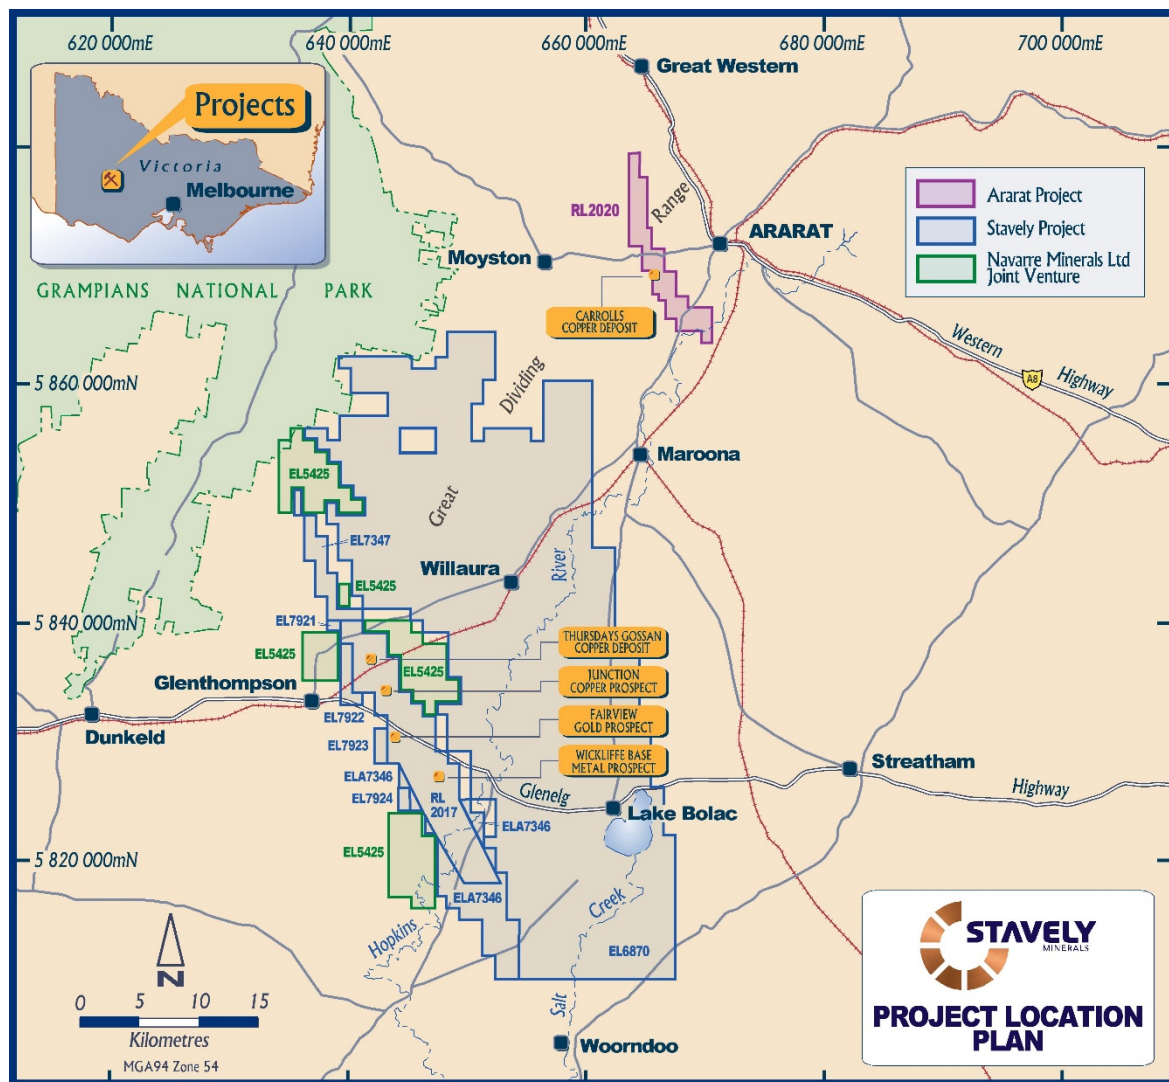 620 000mE
640 000mE
660 000mE
680 000mE
700 000mE
Great Western
Projects
Victoria
Melbourne
RL2020
Range
ARARAT
Moyston
Ararat Project
Stavely Project
Navarre Minerals Ltd
Joint Venture
GRAMPIANS NATIONAL PARK
CARROLLS
COPPER DEPOSIT
Western
Highway
A8
5 860 000mN
Dividing
Great
Maroona
EL5425
EL7347
Willaura
River
EL5425
EL7921
5 840 000mN
EL5425
EL5425
THURSDAYS GOSSAN
COPPER DEPOSIT
JUNCTION
COPPER PROSPECT
FAIRVIEW
GOLD PROSPECT
WICKLIFFE BASE
METAL PROSPECT
Glenthompson
Dunkeld
EL7922
EL7923
ELA7346
EL7924
RL
2017
ELA7346
Glenelg
Highway
Streatham
Lake Bolac
5 820 000mN
EL5425
ELA7346
Hopkins
Creek
Salt
EL6870
N
0 5 10 15
Kilometres
MGA94 Zone 54
Woorndoo
STAVELY
MINERALS
PROJECT LOCATION
PLAN